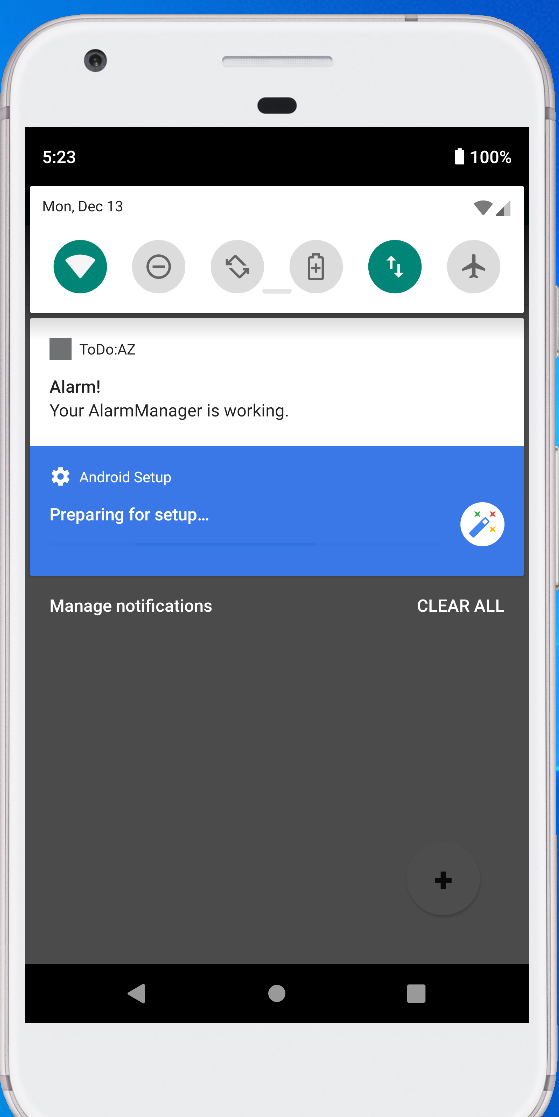 5:23
100%
Mon, Dec 13
ToDo:AZ
Alarm!
Your AlarmManager is working.
Android Setup
Preparing for setup…
Manage notifications
CLEAR ALL